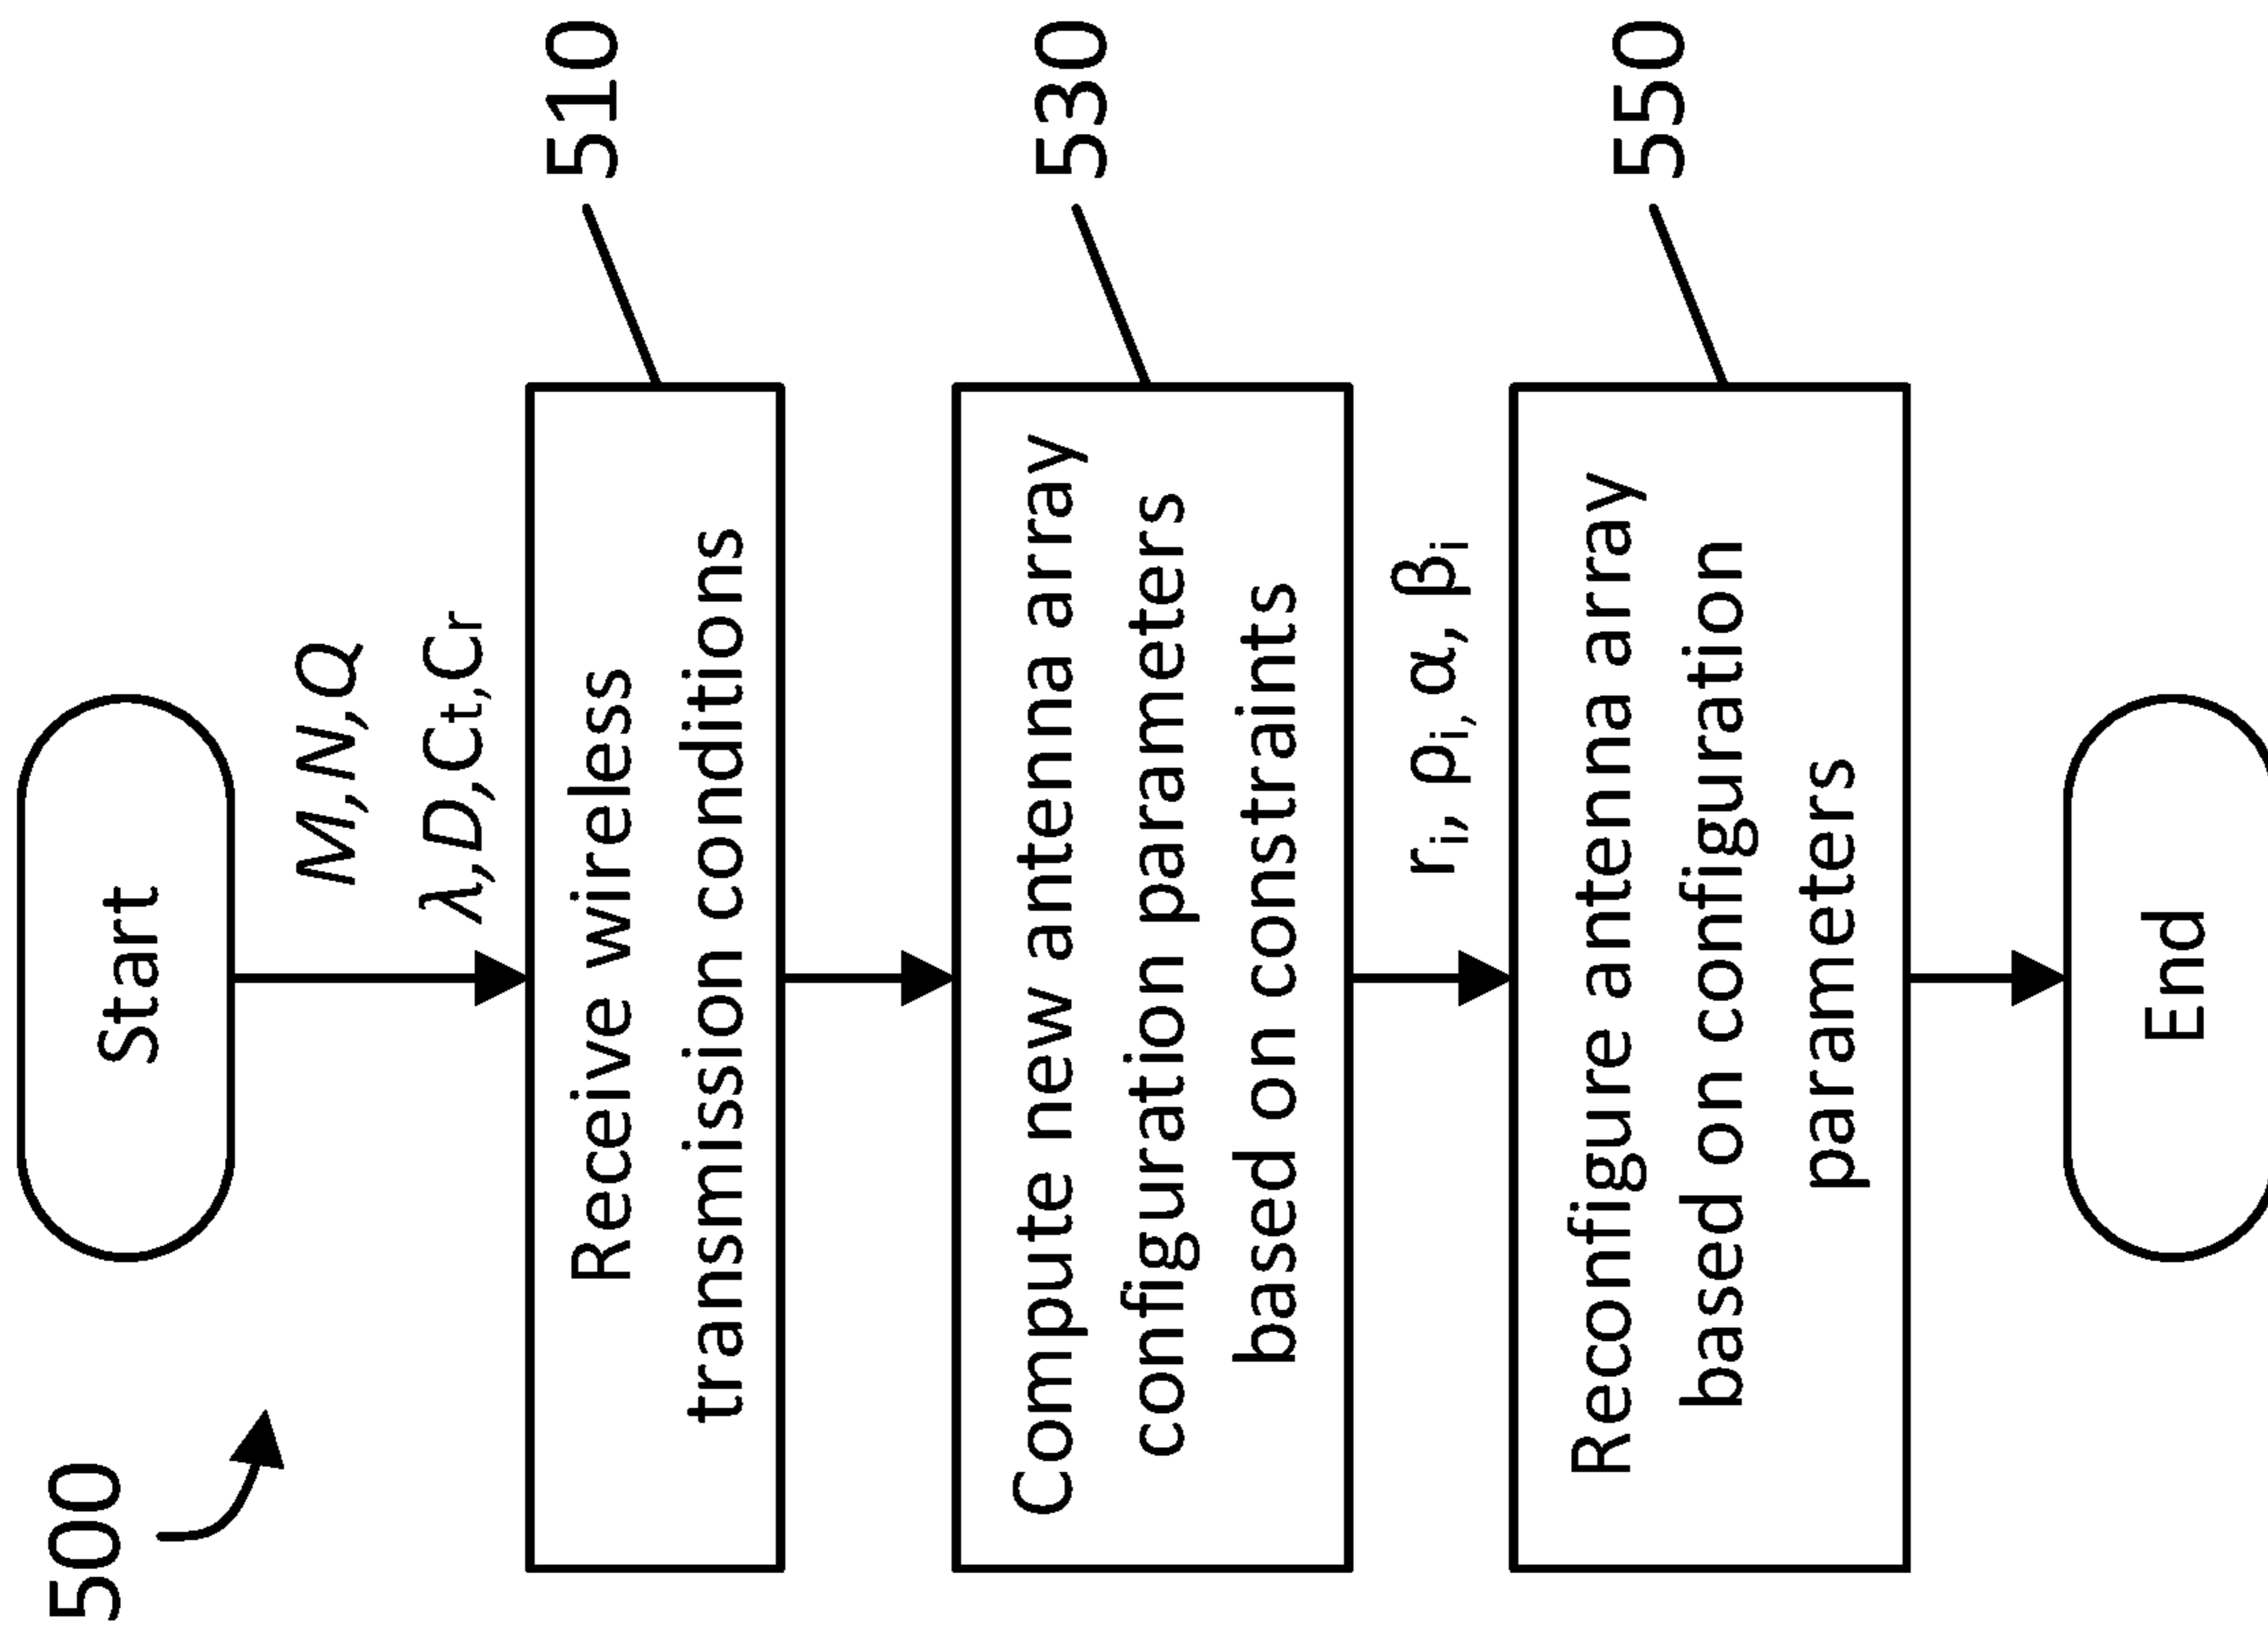 500
Start
M,N,Q
λ,D,Ct,Cr
Receive wireless
transmission conditions
510
Compute new antenna array
configuration parameters
based on constraints
530
rᵢ, ρᵢ, α, βᵢ
Reconfigure antenna array
based on configuration
parameters
550
End